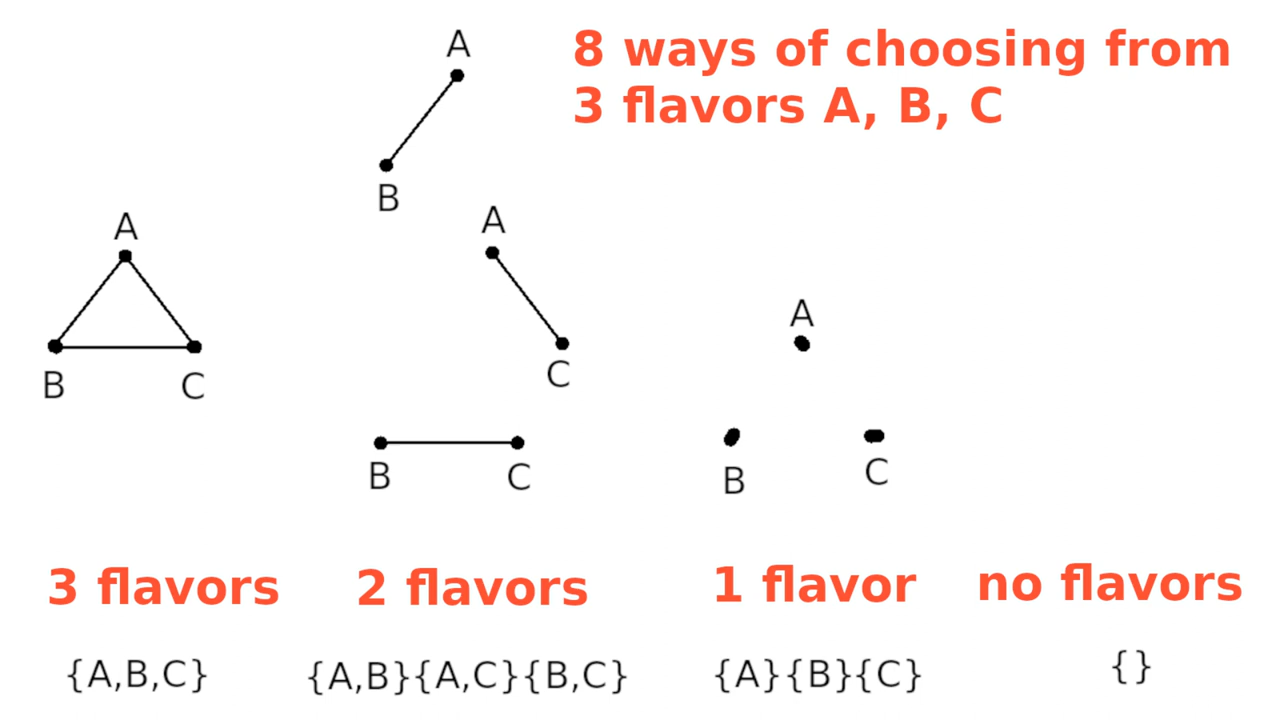 8 ways of choosing from
3 flavors A, B, C
A
B
A
C
B C
A
B C
A
B C
3 flavors 2 flavors 1 flavor no flavors
{A,B,C} {A,B}{A,C}{B,C} {A}{B}{C} {}